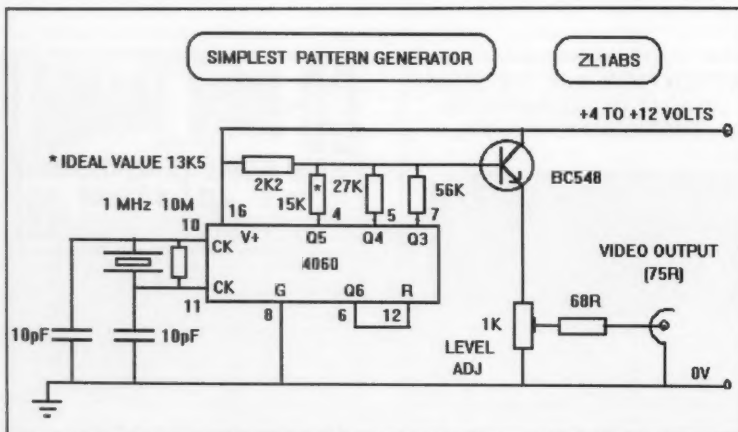 SIMPLEST PATTERN GENERATOR
ZL1ABS
+4 TO +12 VOLTS
* IDEAL VALUE 13K5
2K2
*
15K
27K
56K
BC548
1 MHz 10M
16
4
5
7
10
CK
V+
Q5
Q4
Q3
4060
CK
G
Q6
R
11
8
6
12
VIDEO OUTPUT
(75R)
10pF
10pF
1K
68R
LEVEL
ADJ
0V